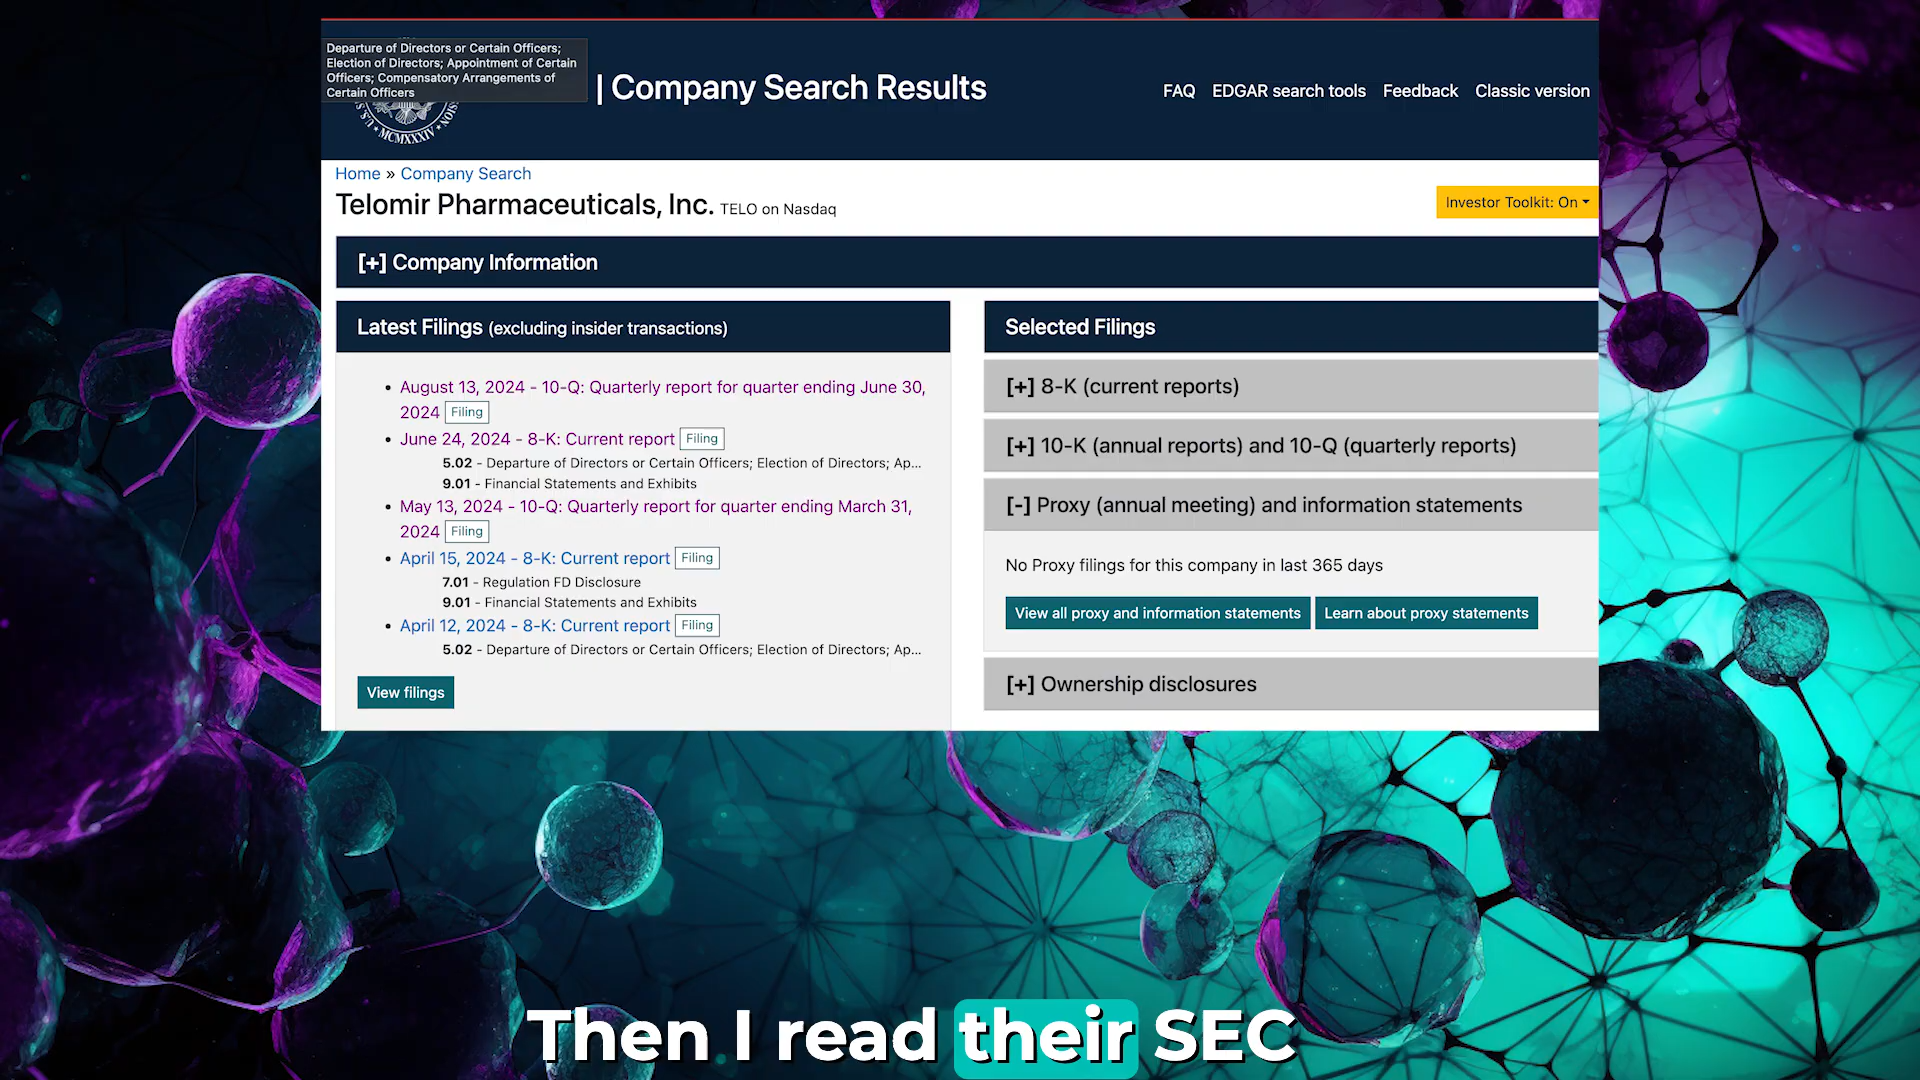 Departure of Directors or Certain Officers;
Election of Directors; Appointment of Certain
Officers; Compensatory Arrangements of
Certain Officers
| Company Search Results
FAQ EDGAR search tools Feedback Classic version
MCMXXXIV
Home » Company Search
Telomir Pharmaceuticals, Inc. TELO on Nasdaq
Investor Toolkit: On
[+] Company Information
Latest Filings (excluding insider transactions)
August 13, 2024 - 10-Q: Quarterly report for quarter ending June 30,
2024 Filing
June 24, 2024 - 8-K: Current report Filing
5.02 - Departure of Directors or Certain Officers; Election of Directors; Ap...
9.01 - Financial Statements and Exhibits
May 13, 2024 - 10-Q: Quarterly report for quarter ending March 31,
2024 Filing
April 15, 2024 - 8-K: Current report Filing
7.01 - Regulation FD Disclosure
9.01 - Financial Statements and Exhibits
April 12, 2024 - 8-K: Current report Filing
5.02 - Departure of Directors or Certain Officers; Election of Directors; Ap...
View filings
Selected Filings
[+] 8-K (current reports)
[+] 10-K (annual reports) and 10-Q (quarterly reports)
[-] Proxy (annual meeting) and information statements
No Proxy filings for this company in last 365 days
View all proxy and information statements Learn about proxy statements
[+] Ownership disclosures
Then I read their SEC